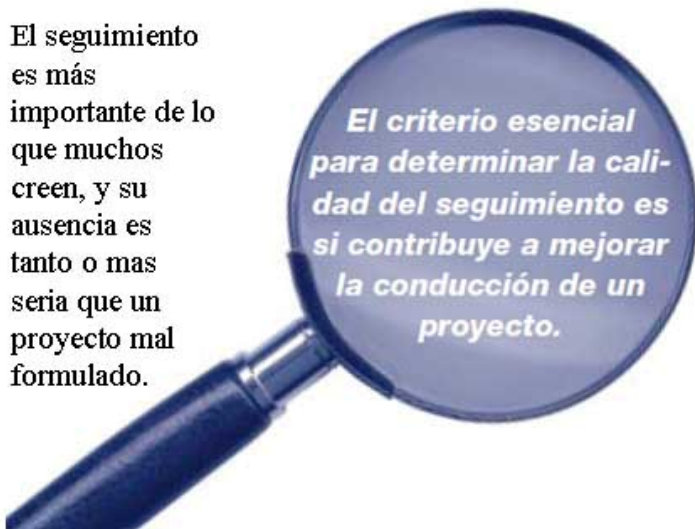 El seguimiento
es más
importante de lo
que muchos
creen, y su
ausencia es
tanto o mas
seria que un
proyecto mal
formulado.
El criterio esencial
para determinar la cali-
dad del seguimiento es
si contribuye a mejorar
la conducción de un
proyecto.